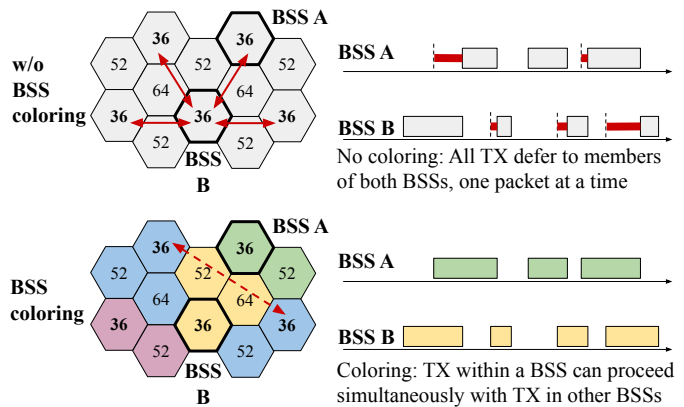 BSS A
36
36
52
52
52
w/o
BSS
coloring
64
64
36
36
36
52
52
BSS
B
BSS A
BSS B
No coloring: All TX defer to members
of both BSSs, one packet at a time
BSS A
36
36
52
52
52
BSS
coloring
64
64
36
36
36
52
52
BSS
B
BSS A
BSS B
Coloring: TX within a BSS can proceed
simultaneously with TX in other BSSs